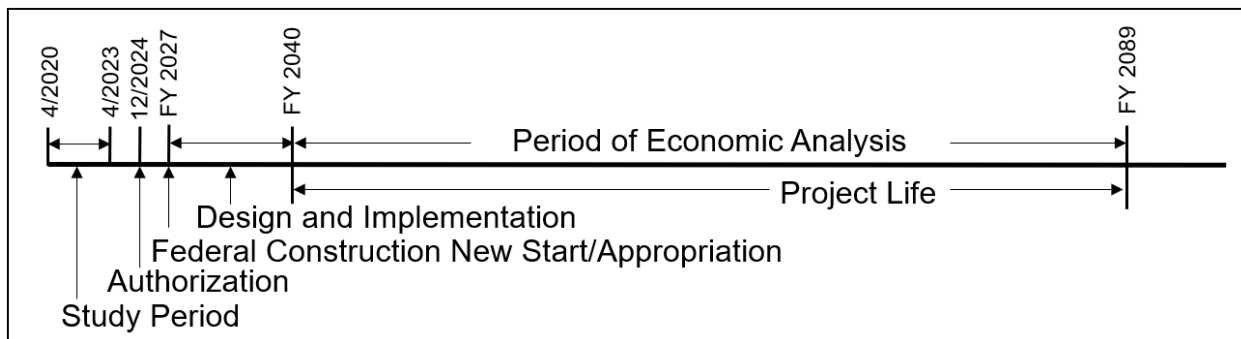 4/2020
4/2023
12/2024
FY 2027
FY 2040
FY 2089
Period of Economic Analysis
Project Life
Design and Implementation
Federal Construction New Start/Appropriation
Authorization
Study Period